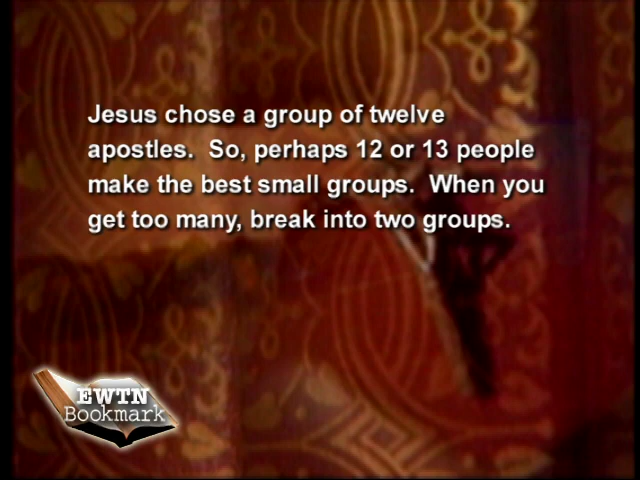 Jesus chose a group of twelve
apostles.  So, perhaps 12 or 13 people
make the best small groups.  When you
get too many, break into two groups.
EWTN
Bookmark